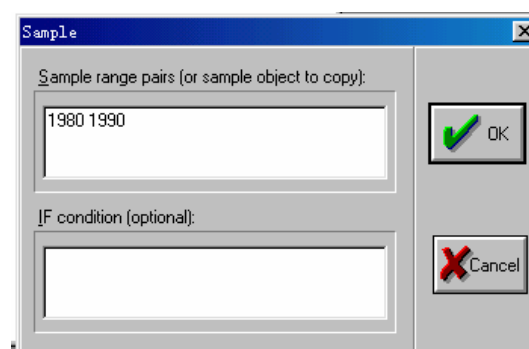 Sample
Sample range pairs (or sample object to copy):
1980 1990
OK
IF condition (optional):
Cancel